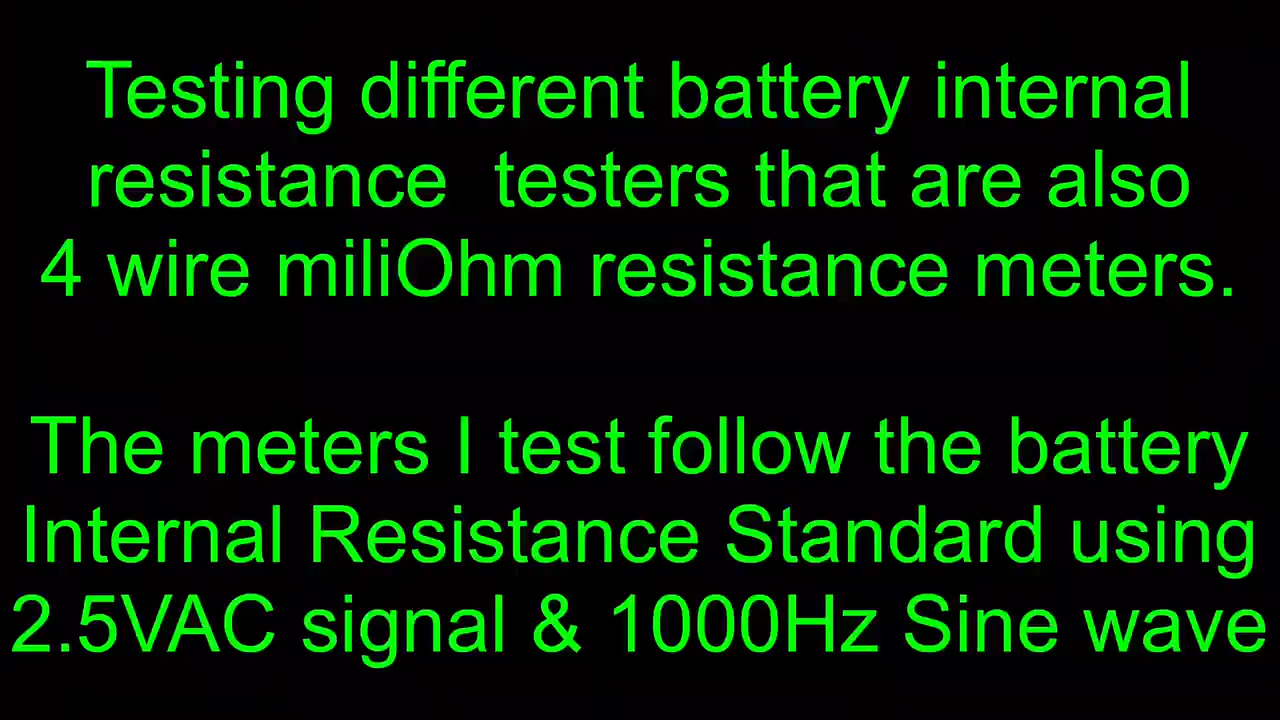 Testing different battery internal
resistance  testers that are also
4 wire miliOhm resistance meters.
The meters I test follow the battery
Internal Resistance Standard using
2.5VAC signal & 1000Hz Sine wave